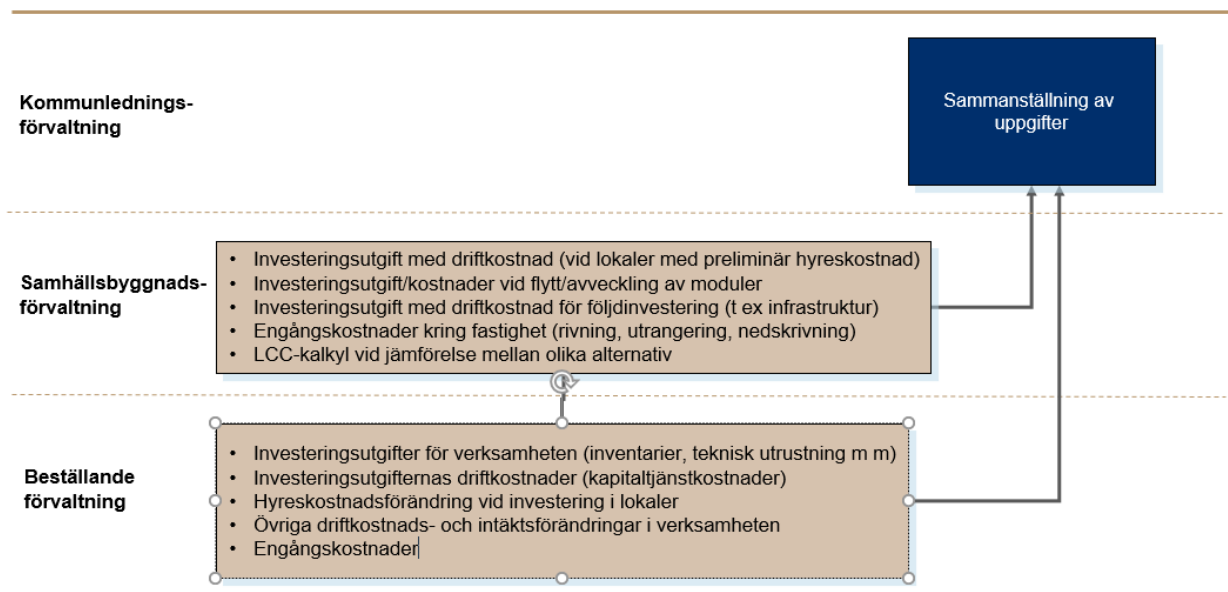 Kommunlednings-
förvaltning
Sammanställning av
uppgifter
Samhällsbyggnads-
förvaltning
• Investeringsutgift med driftkostnad (vid lokaler med preliminär hyreskostnad)
• Investeringsutgift/kostnader vid flytt/avveckling av moduler
• Investeringsutgift med driftkostnad för följdinvestering (t ex infrastruktur)
• Engångskostnader kring fastighet (rivning, utrangering, nedskrivning)
• LCC-kalkyl vid jämförelse mellan olika alternativ
Beställande
förvaltning
• Investeringsutgifter för verksamheten (inventarier, teknisk utrustning m m)
• Investeringsutgifternas driftkostnader (kapitaltjänstkostnader)
• Hyreskostnadsförändring vid investering i lokaler
• Övriga driftkostnads- och intäktsförändringar i verksamheten
• Engångskostnader